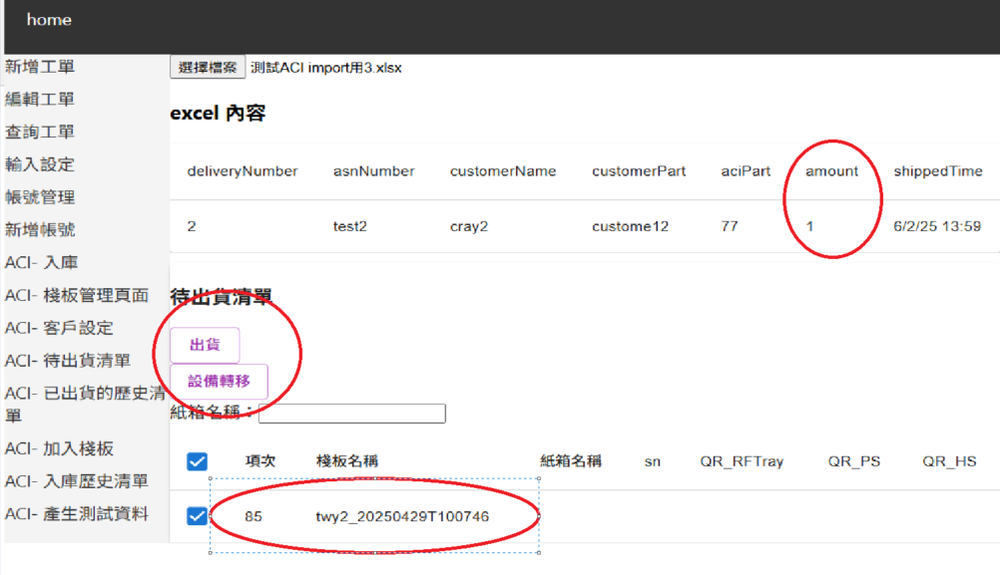 home
新增工單
編輯工單
查詢工單
輸入設定
帳號管理
新增帳號
ACI- 入庫
ACI- 棧板管理頁面
ACI- 客戶設定
ACI- 待出貨清單
ACI- 已出貨的歷史清
單
ACI- 加入棧板
ACI- 入庫歷史清單
ACI- 產生測試資料
選擇檔案 測試ACI import用3.xlsx
excel 內容
deliveryNumber asnNumber customerName customerPart aciPart amount shippedTime
2 test2 cray2 custome12 77 1 6/2/25 13:59
待出貨清單
出貨
設備轉移
紙箱名稱：
項次 棧板名稱 紙箱名稱 sn QR_RFTray QR_PS QR_HS
85 twy2_20250429T100746